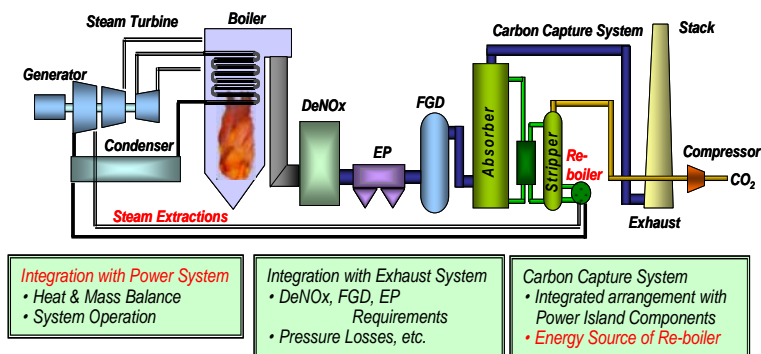 Steam Turbine
Boiler
Carbon Capture System
Stack
Generator
DeNOx
FGD
Absorber
Condenser
EP
Stripper
Re-
boiler
Compressor
CO2
Steam Extractions
Exhaust
Integration with Power System
• Heat & Mass Balance
• System Operation
Integration with Exhaust System
• DeNOx, FGD, EP
Requirements
• Pressure Losses, etc.
Carbon Capture System
• Integrated arrangement with
Power Island Components
• Energy Source of Re-boiler